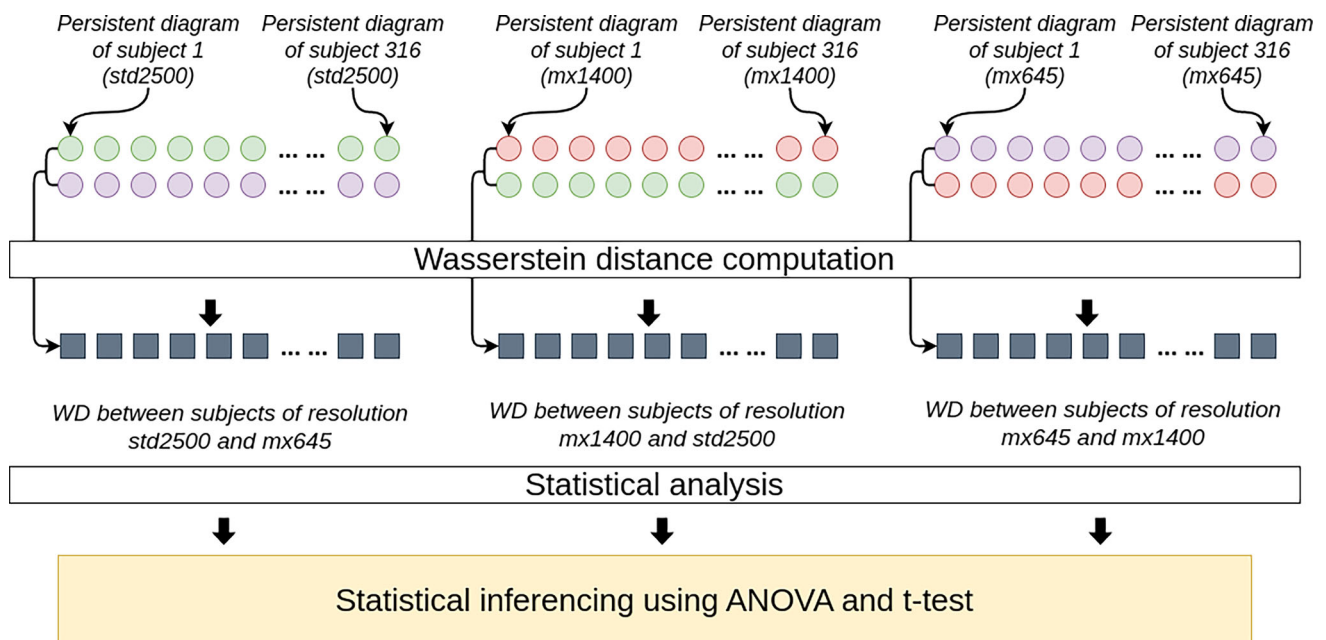 Persistent diagram
of subject 1
(std2500)
Persistent diagram
of subject 316
(std2500)
Persistent diagram
of subject 1
(mx1400)
Persistent diagram
of subject 316
(mx1400)
Persistent diagram
of subject 1
(mx645)
Persistent diagram
of subject 316
(mx645)
... ...
... ...
... ...
... ...
... ...
... ...
Wasserstein distance computation
... ...
... ...
... ...
WD between subjects of resolution
std2500 and mx645
WD between subjects of resolution
mx1400 and std2500
WD between subjects of resolution
mx645 and mx1400
Statistical analysis
Statistical inferencing using ANOVA and t-test